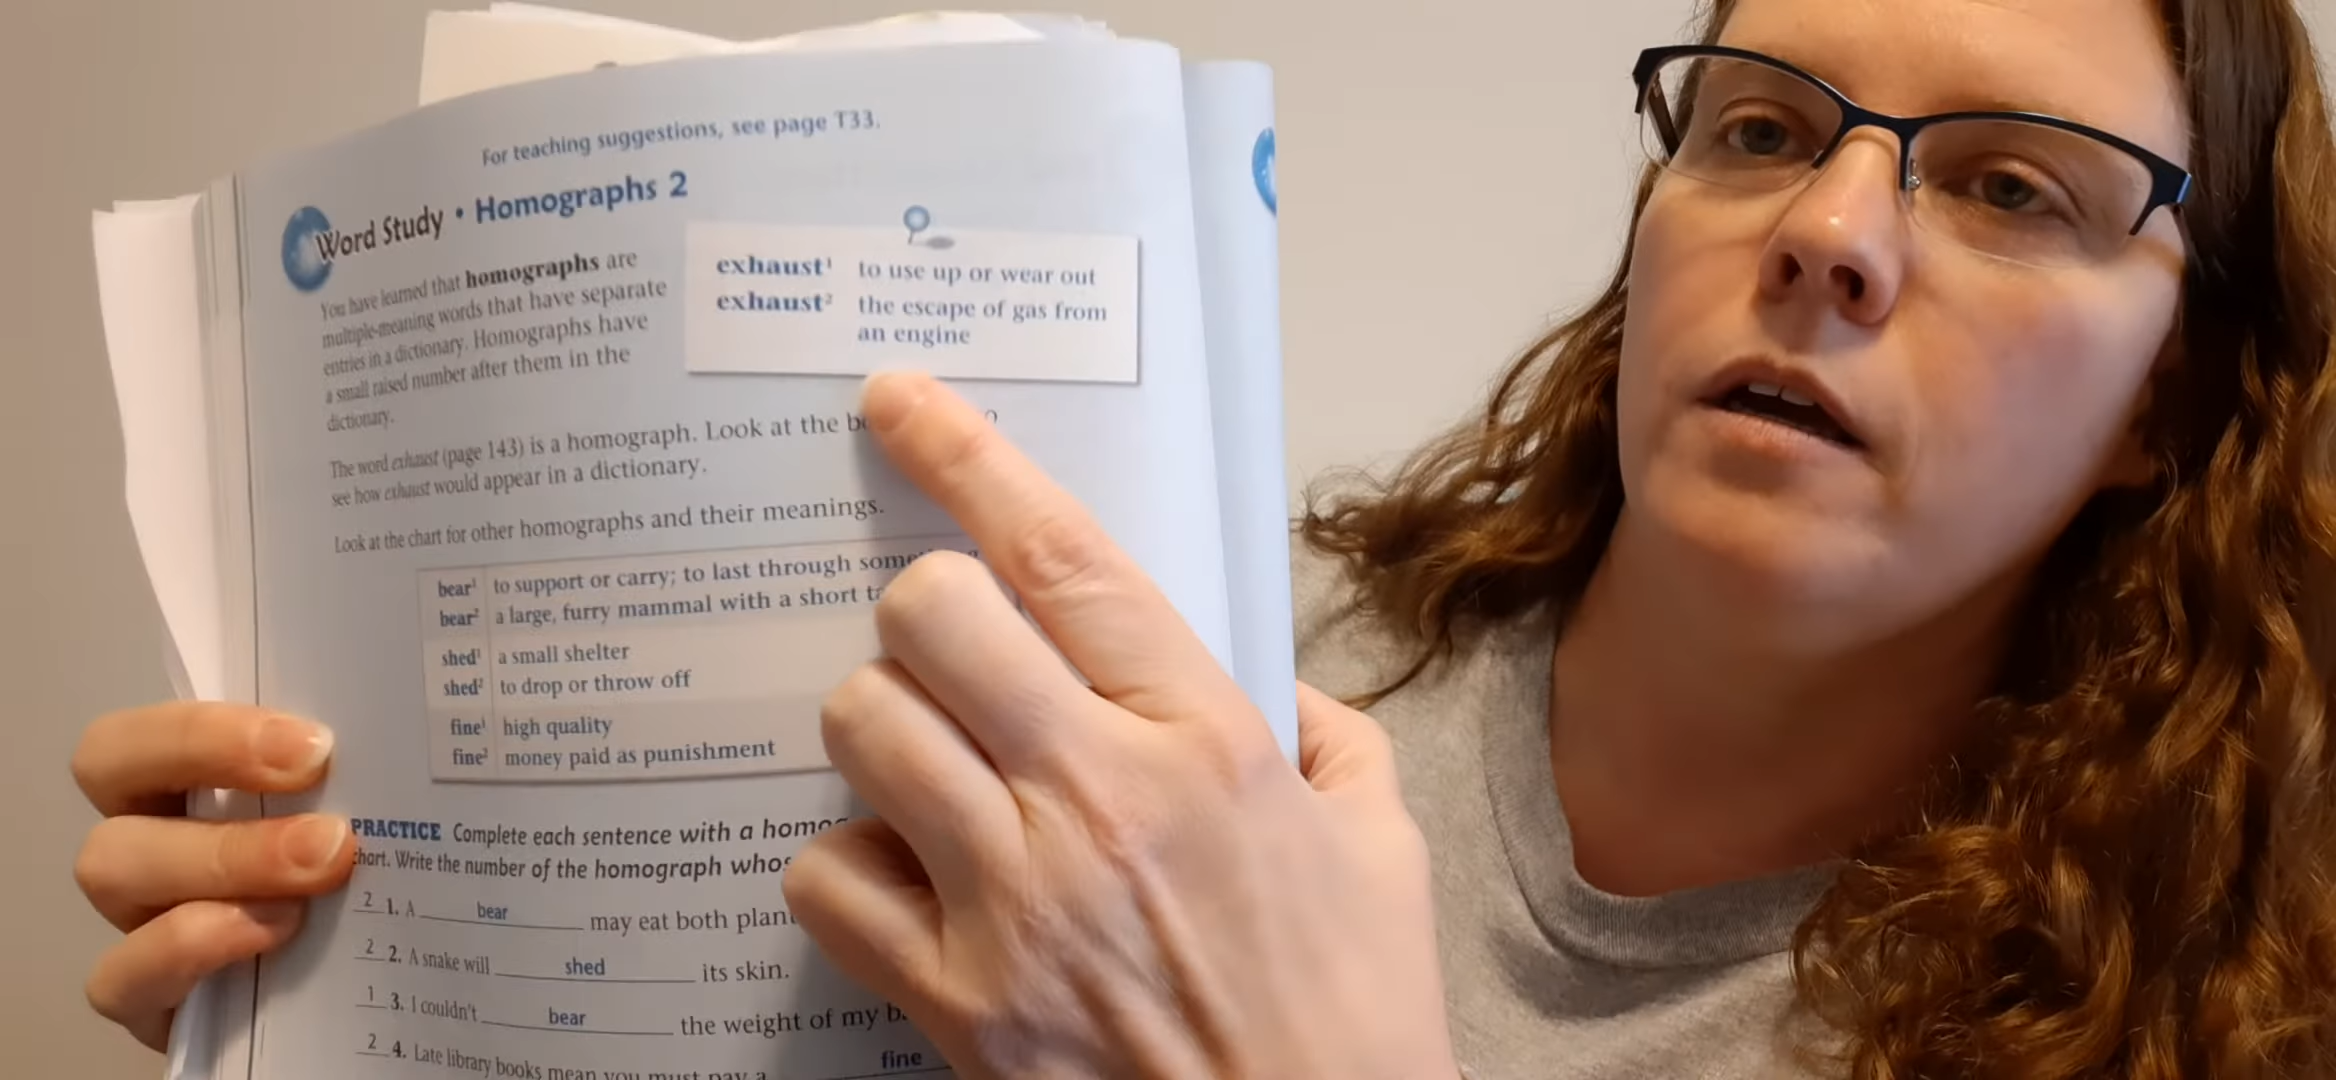 For teaching suggestions, see page T33.
Word Study • Homographs 2
You have learned that homographs are
multiple-meaning words that have separate
entries in a dictionary. Homographs have
a small raised number after them in the
dictionary.
exhaust¹ to use up or wear out
exhaust² the escape of gas from
an engine
The word exhaust (page 143) is a homograph. Look at the
see how exhaust would appear in a dictionary.
Look at the chart for other homographs and their meanings.
bear¹ to support or carry; to last through
bear² a large, furry mammal with a short
shed¹ a small shelter
shed² to drop or throw off
fine¹ high quality
fine² money paid as punishment
PRACTICE Complete each sentence with a
chart. Write the number of the homograph
2 1. A bear may eat both
2 2. A snake will shed its skin.
1 3. I couldn't bear the weight of my
2 4. Late library books mean you must pay a fine